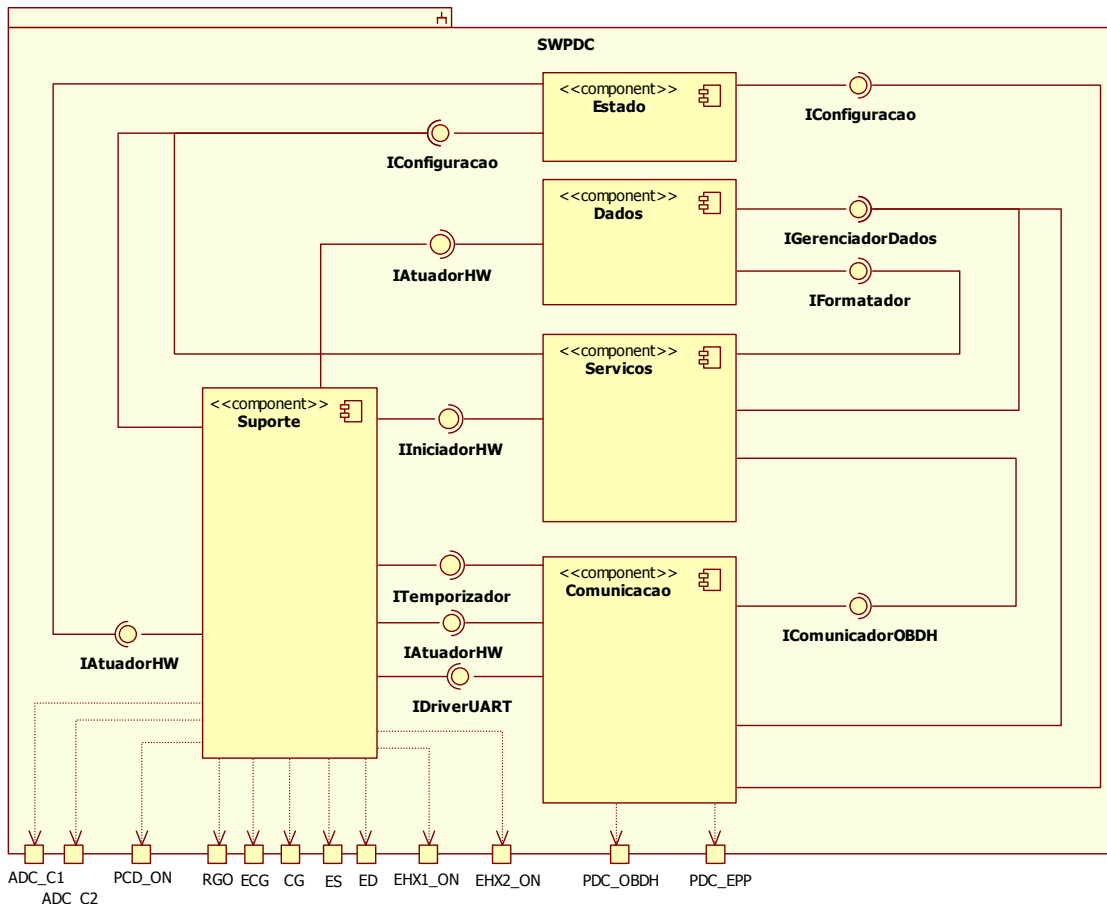 SWPDC
<<component>>
Estado
IConfiguracao
IConfiguracao
<<component>>
Dados
IGerenciadorDados
IAtuadorHW
IFormatador
<<component>>
Servicos
<<component>>
Suporte
IIniciadorHW
<<component>>
Comunicacao
ITemporizador
IComunicadorOBDH
IAtuadorHW
IAtuadorHW
IDriverUART
ADC_C1
ADC_C2
PCD_ON
RGO
ECG
CG
ES
ED
EHX1_ON
EHX2_ON
PDC_OBDH
PDC_EPP